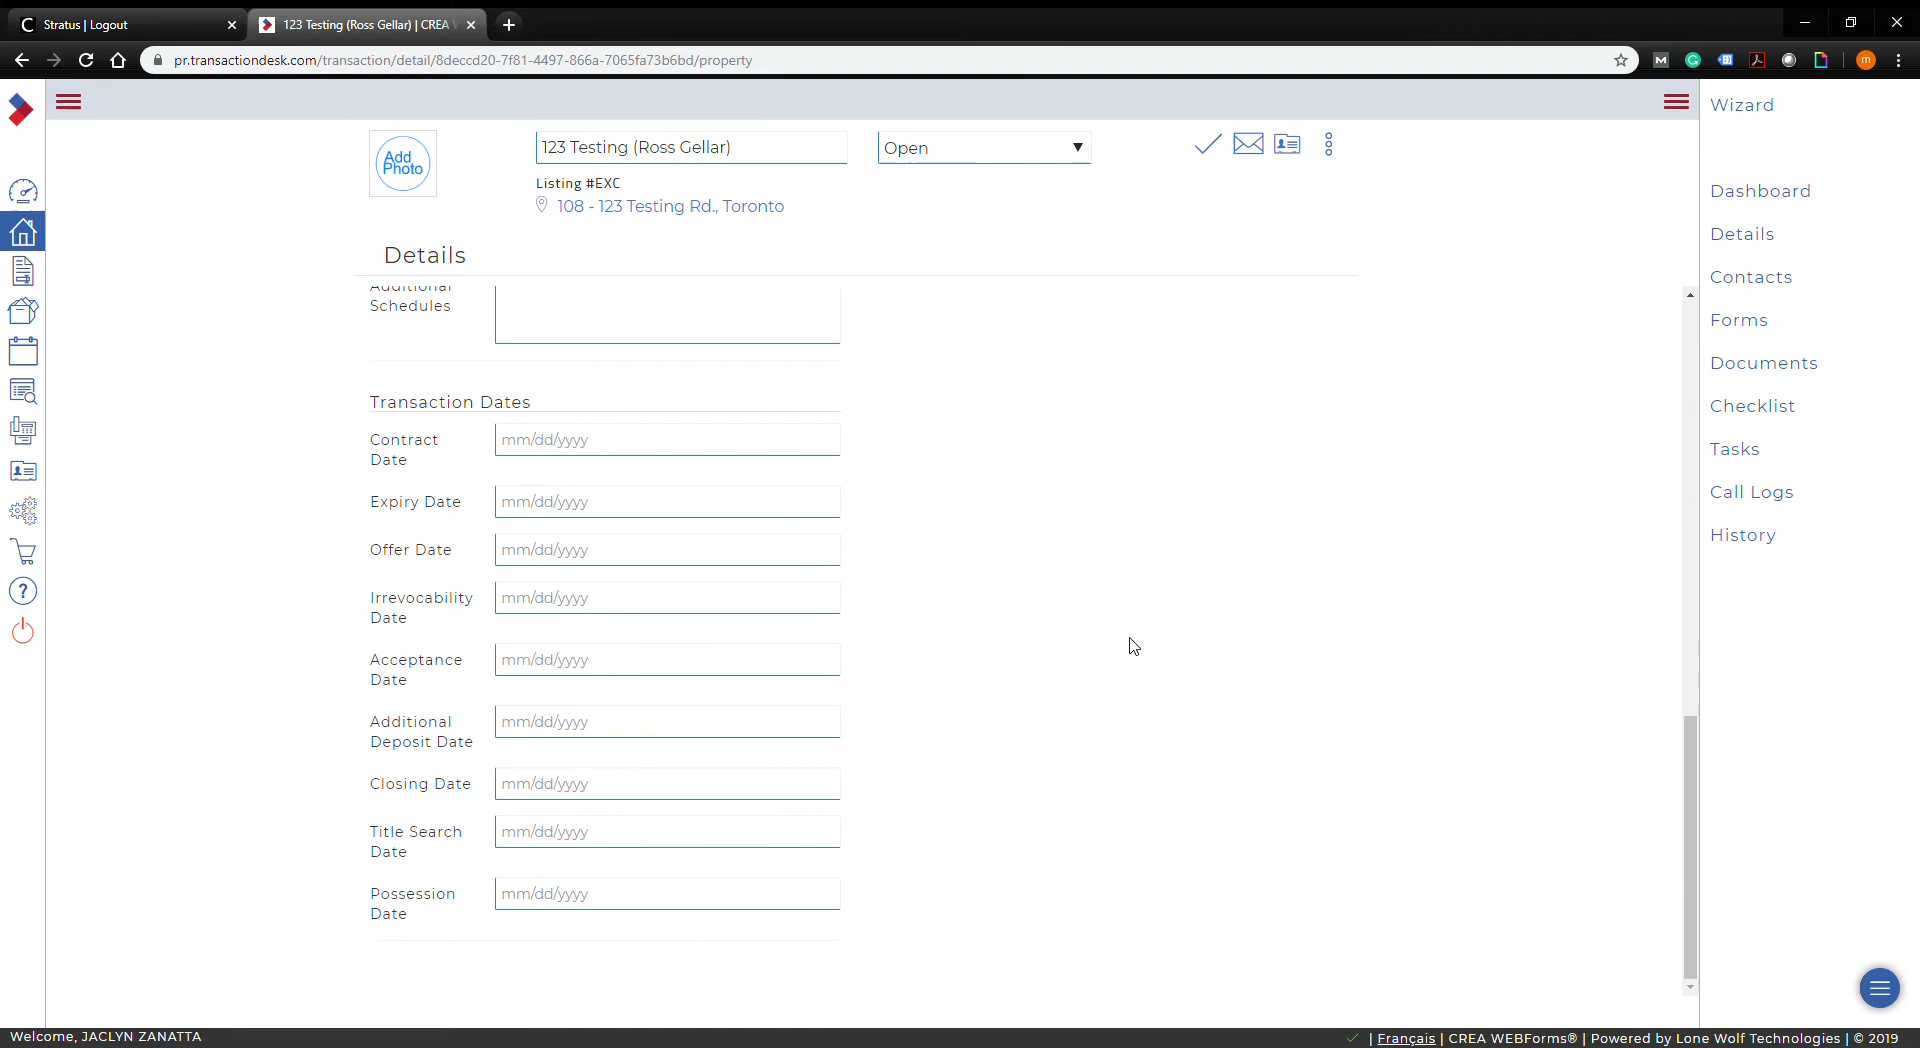 Stratus | Logout
123 Testing (Ross Gellar) | CREA
pr.transactiondesk.com/transaction/detail/8deccd20-7f81-4497-866a-7065fa73b6bd/property
M
G
m
Wizard
Add
Photo
123 Testing (Ross Gellar)
Open
Listing #EXC
108 - 123 Testing Rd., Toronto
Dashboard
Details
Details
Contacts
Additional
Schedules
Forms
Documents
Transaction Dates
Checklist
Contract
Date
mm/dd/yyyy
Tasks
Expiry Date
mm/dd/yyyy
Call Logs
Offer Date
mm/dd/yyyy
History
Irrevocability
Date
mm/dd/yyyy
Acceptance
Date
mm/dd/yyyy
Additional
Deposit Date
mm/dd/yyyy
Closing Date
mm/dd/yyyy
Title Search
Date
mm/dd/yyyy
Possession
Date
mm/dd/yyyy
Welcome, JACLYN ZANATTA
| Français | CREA WEBForms® | Powered by Lone Wolf Technologies | © 2019